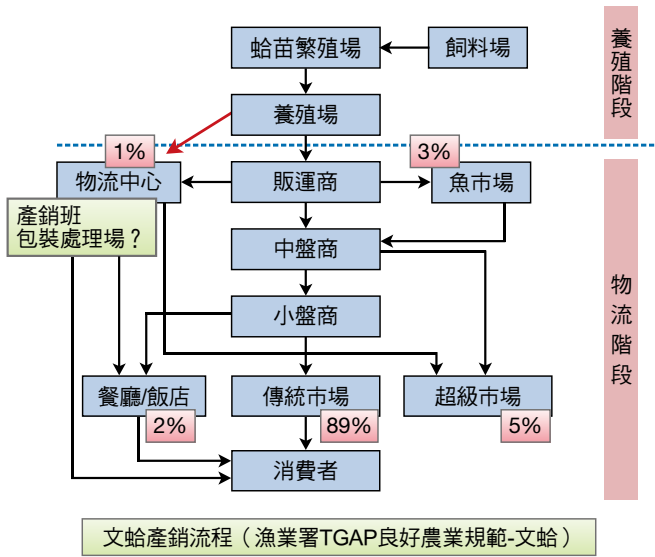 蛤苗繁殖場
飼料場
養殖階段
養殖場
1%
3%
物流中心
販運商
魚市場
產銷班
包裝處理場？
中盤商
物流階段
小盤商
餐廳/飯店
傳統市場
超級市場
2%
89%
5%
消費者
文蛤產銷流程（漁業署TGAP良好農業規範-文蛤）